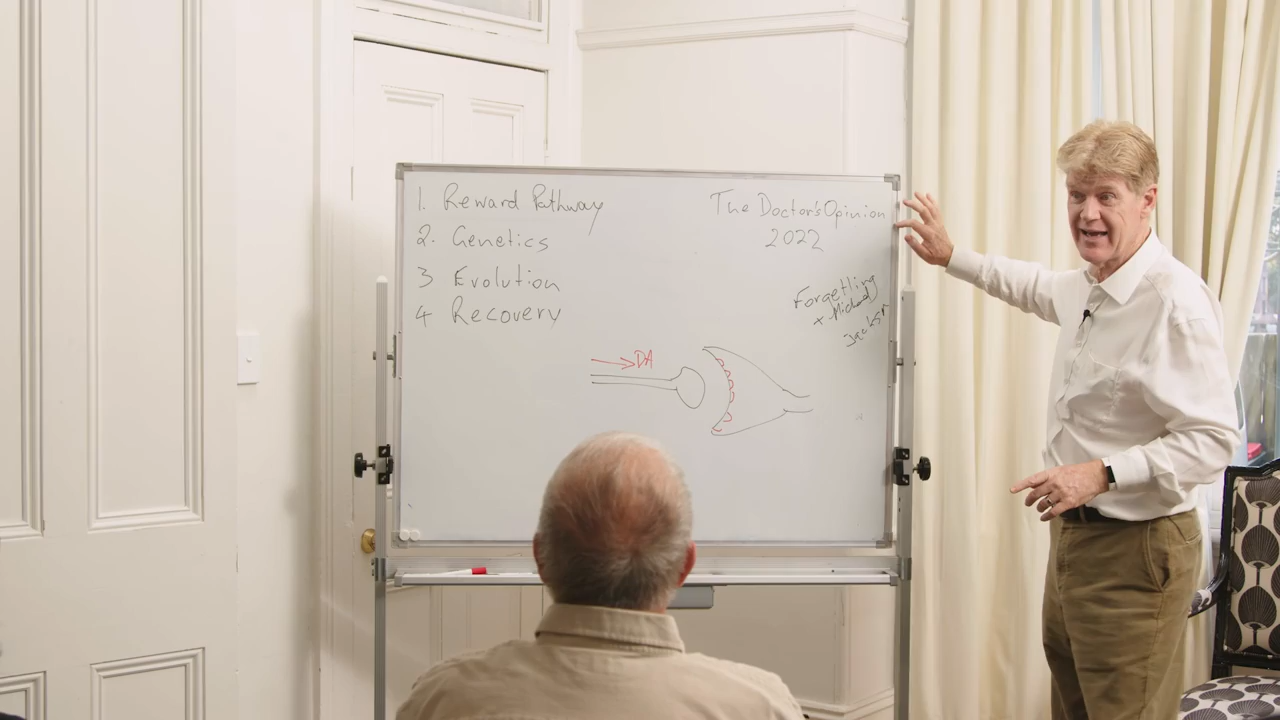 1. Reward Pathway
2. Genetics
3 Evolution
4 Recovery
The Doctor's Opinion
2022
Forgetting
+ Michael
Jackson
DA